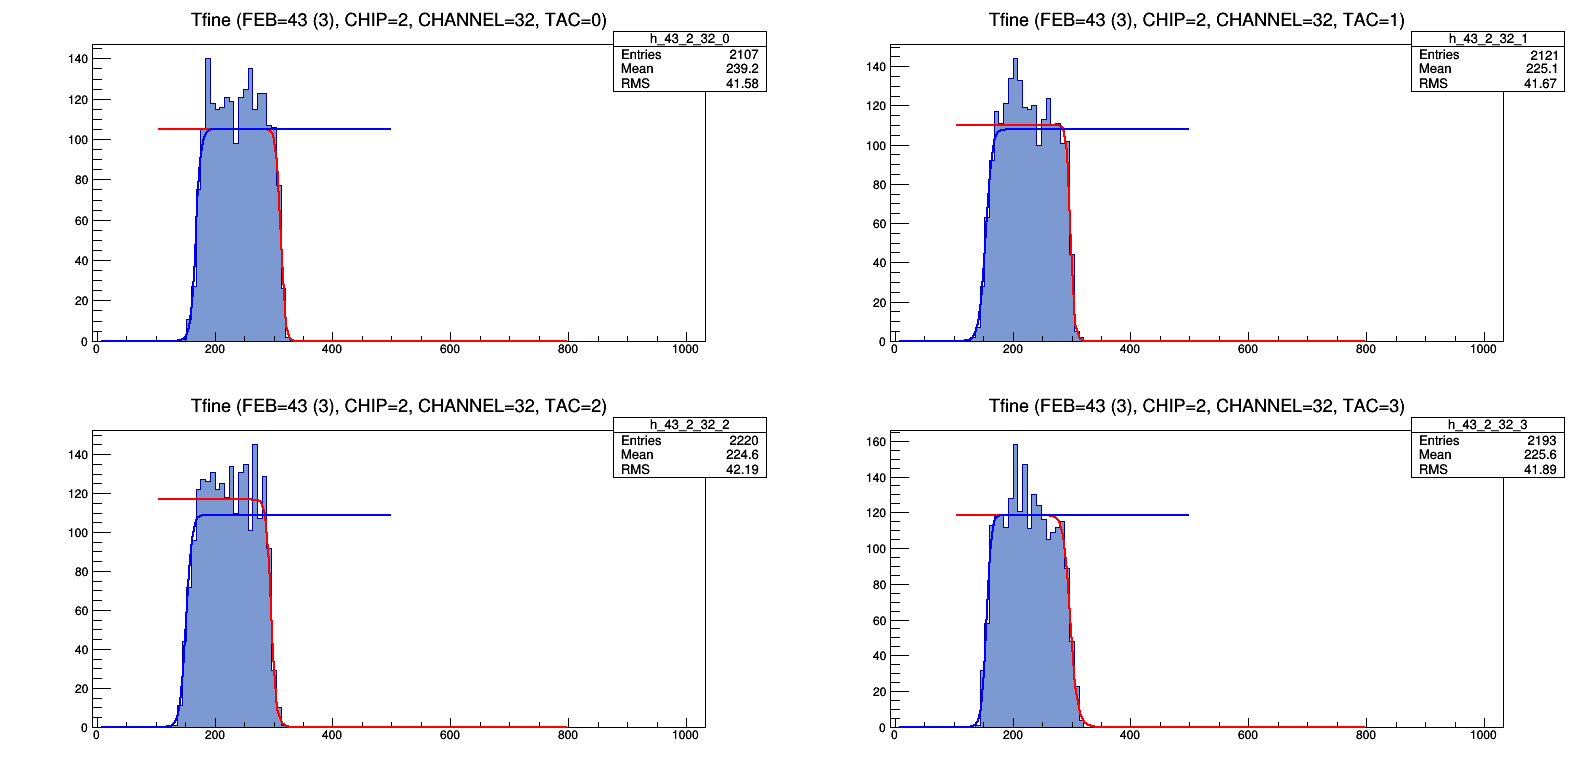 Tfine (FEB=43 (3), CHIP=2, CHANNEL=32, TAC=0)
h_43_2_32_0
Entries 2107
Mean 239.2
RMS 41.58
140
120
100
80
60
40
20
0
0 200 400 600 800 1000
Tfine (FEB=43 (3), CHIP=2, CHANNEL=32, TAC=1)
h_43_2_32_1
Entries 2121
Mean 225.1
RMS 41.67
140
120
100
80
60
40
20
0
0 200 400 600 800 1000
Tfine (FEB=43 (3), CHIP=2, CHANNEL=32, TAC=2)
h_43_2_32_2
Entries 2220
Mean 224.6
RMS 42.19
140
120
100
80
60
40
20
0
0 200 400 600 800 1000
Tfine (FEB=43 (3), CHIP=2, CHANNEL=32, TAC=3)
h_43_2_32_3
Entries 2193
Mean 225.6
RMS 41.89
160
140
120
100
80
60
40
20
0
0 200 400 600 800 1000